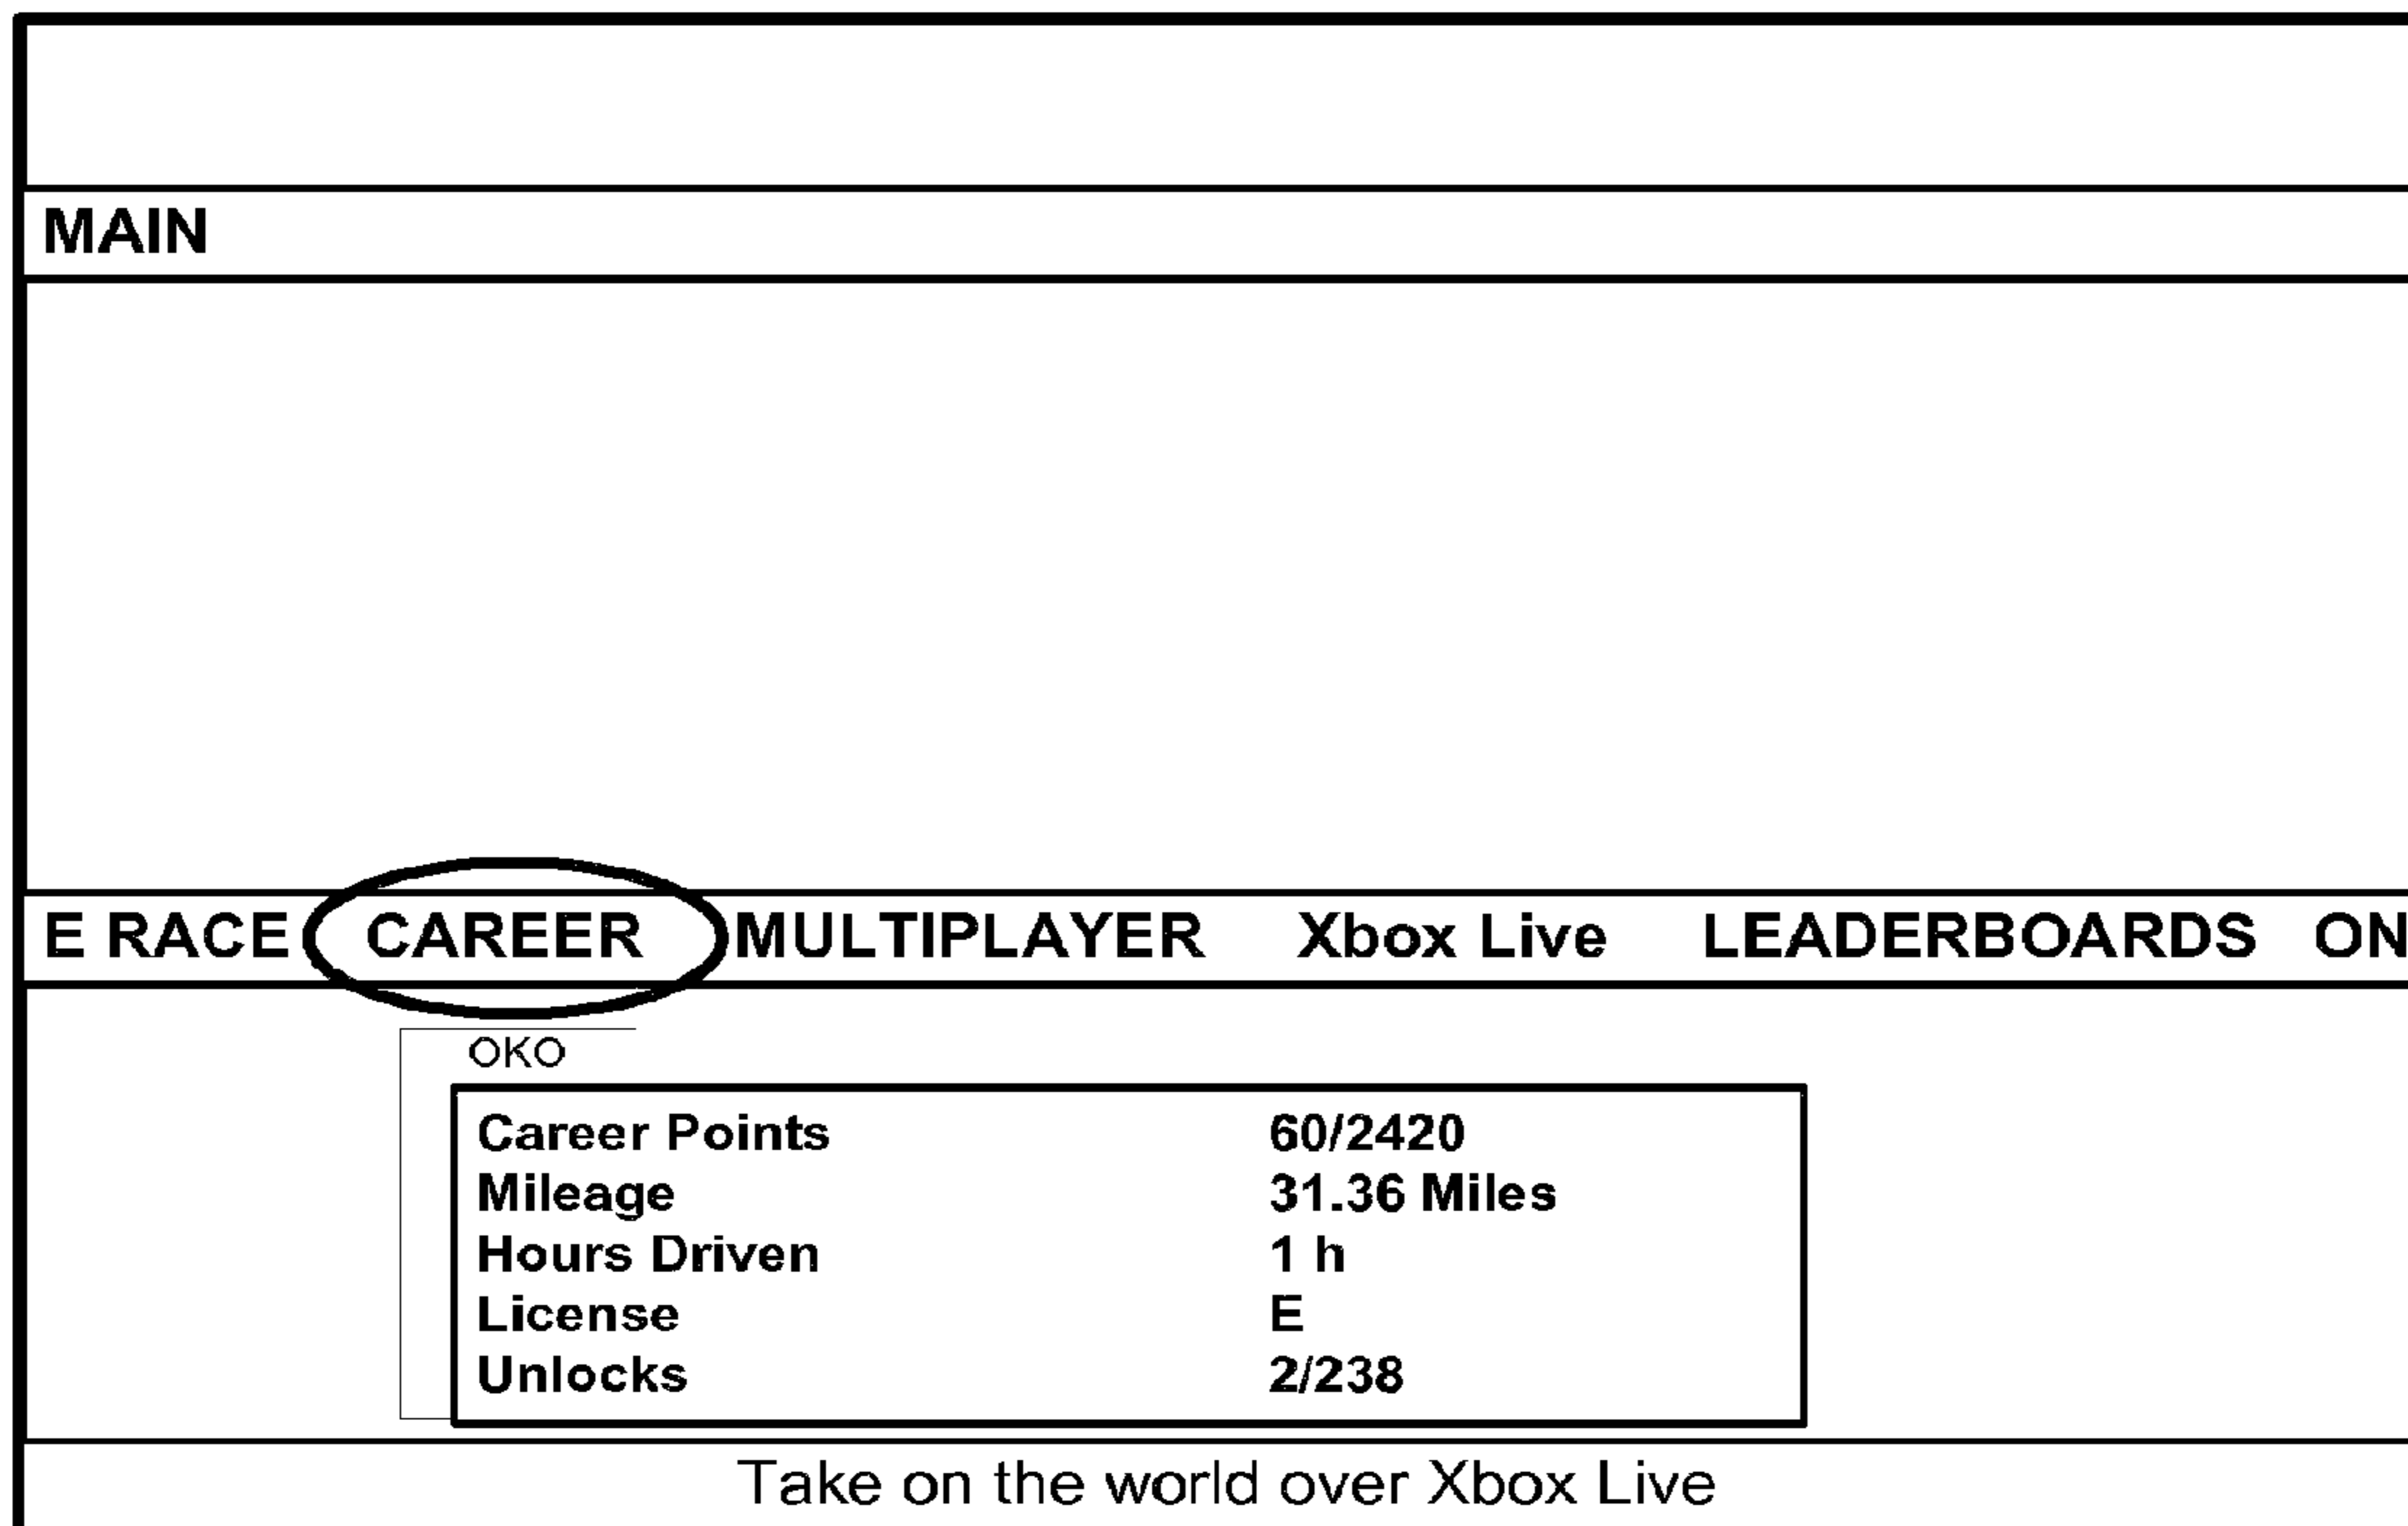 MAIN
E RACE CAREER MULTIPLAYER Xbox Live LEADERBOARDS ON
OKO
Career Points 60/2420
Mileage 31.36 Miles
Hours Driven 1 h
License E
Unlocks 2/238
Take on the world over Xbox Live